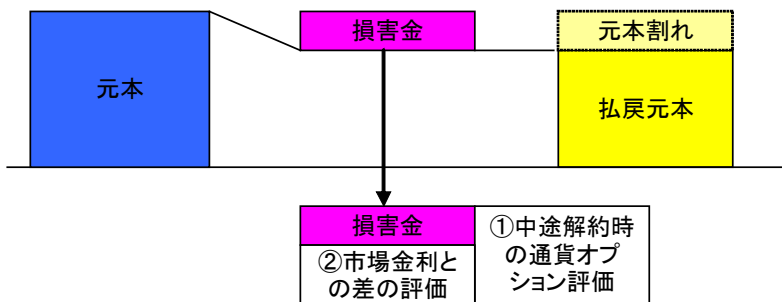 元本
損害金
元本割れ
払戻元本
損害金
②市場金利と
の差の評価
①中途解約時
の通貨オプ
ション評価